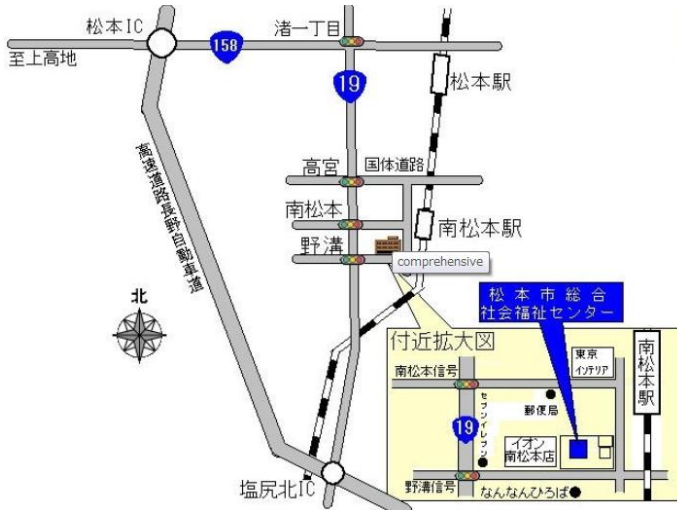 松本IC
渚一丁目
158
至上高地
19
松本駅
高速道路長野自動車道
高宮
国体道路
南松本
南松本駅
野溝
comprehensive
北
松本市総合
社会福祉センター
付近拡大図
東京
インテリア
南松本駅
南松本信号
セブンイレブン
郵便局
19
イオン
南松本店
野溝信号
なんなんひろば
塩尻北IC